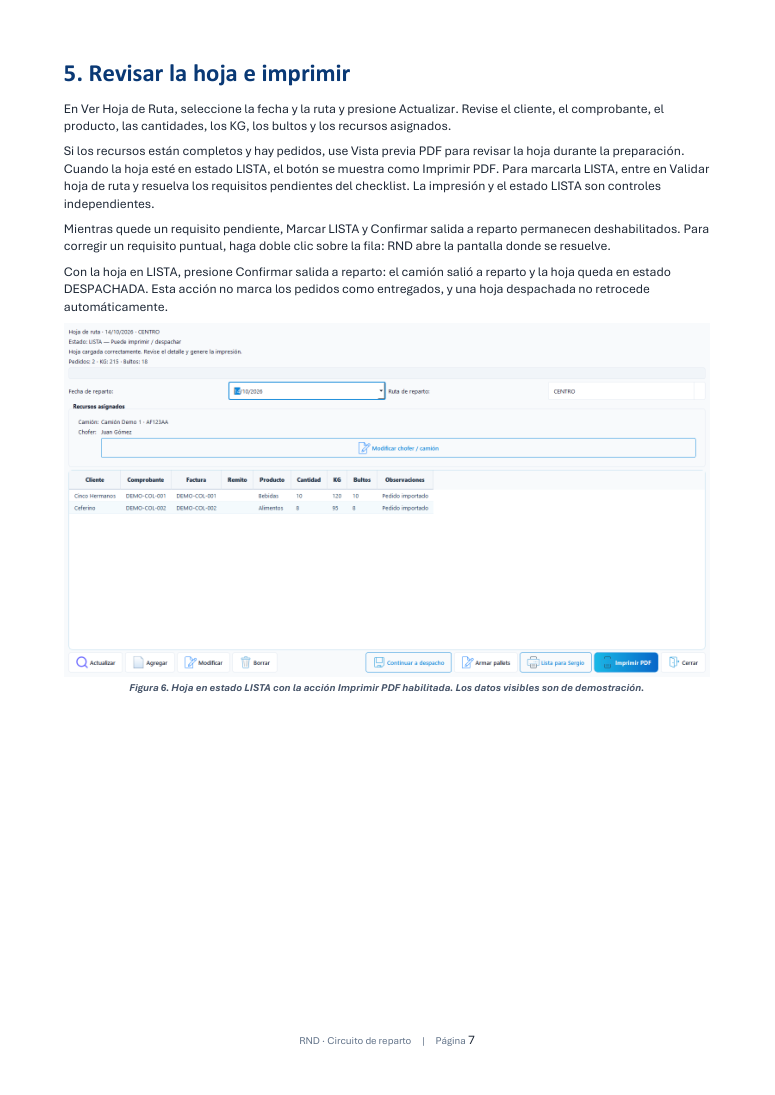 5. Revisar la hoja e imprimir
En Ver Hoja de Ruta, seleccione la fecha y la ruta y presione Actualizar. Revise el cliente, el comprobante, el
producto, las cantidades, los KG, los bultos y los recursos asignados.
Si los recursos están completos y hay pedidos, use Vista previa PDF para revisar la hoja durante la preparación.
Cuando la hoja esté en estado LISTA, el botón se muestra como Imprimir PDF. Para marcarla LISTA, entre en Validar
hoja de ruta y resuelva los requisitos pendientes del checklist. La impresión y el estado LISTA son controles
independientes.
Mientras quede un requisito pendiente, Marcar LISTA y Confirmar salida a reparto permanecen deshabilitados. Para
corregir un requisito puntual, haga doble clic sobre la fila: RND abre la pantalla donde se resuelve.
Con la hoja en LISTA, presione Confirmar salida a reparto: el camión salió a reparto y la hoja queda en estado
DESPACHADA. Esta acción no marca los pedidos como entregados, y una hoja despachada no retrocede
automáticamente.
Hoja de ruta · 14/10/2026 · CENTRO
Estado: LISTA — Puede imprimir / despachar
Hoja cargada correctamente. Revise el detalle y genere la impresión.
Pedidos: 2 · KG: 215 · Bultos: 18
Fecha de reparto: 14/10/2026 Ruta de reparto: CENTRO
Recursos asignados
Camión: Camión Demo 1 · AF123AA
Chofer: Juan Gómez
Modificar chofer / camión
Cliente Comprobante Factura Remito Producto Cantidad KG Bultos Observaciones
Cinco Hermanos DEMO-COL-001 DEMO-COL-001 Bebidas 10 120 10 Pedido importado
Ceferino DEMO-COL-002 DEMO-COL-002 Alimentos 8 95 8 Pedido importado
Actualizar Agregar Modificar Borrar Continuar a despacho Armar pallets Lista para Sergio Imprimir PDF Cerrar
Figura 6. Hoja en estado LISTA con la acción Imprimir PDF habilitada. Los datos visibles son de demostración.
RND · Circuito de reparto | Página 7